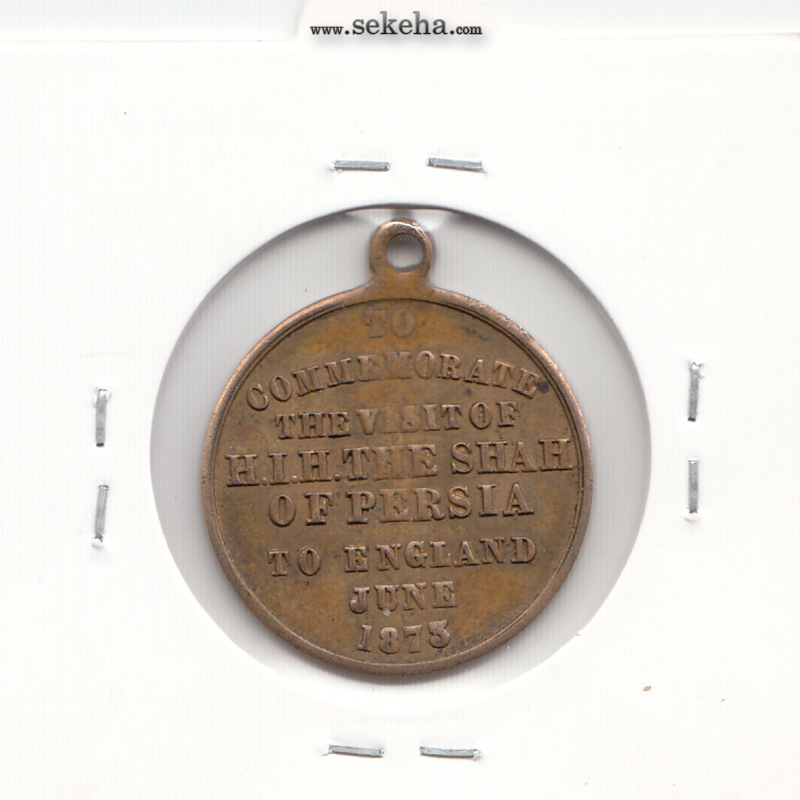 www.sekeha.com
TO
COMMEMORATE
THE VISIT OF
H.I.H. THE SHAH
OF PERSIA
TO ENGLAND
JUNE
1873